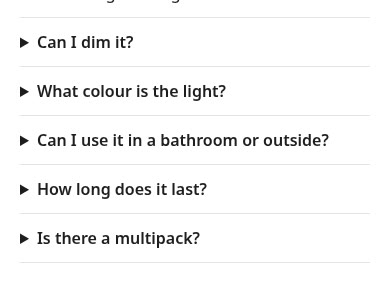 Can I dim it?
What colour is the light?
Can I use it in a bathroom or outside?
How long does it last?
Is there a multipack?